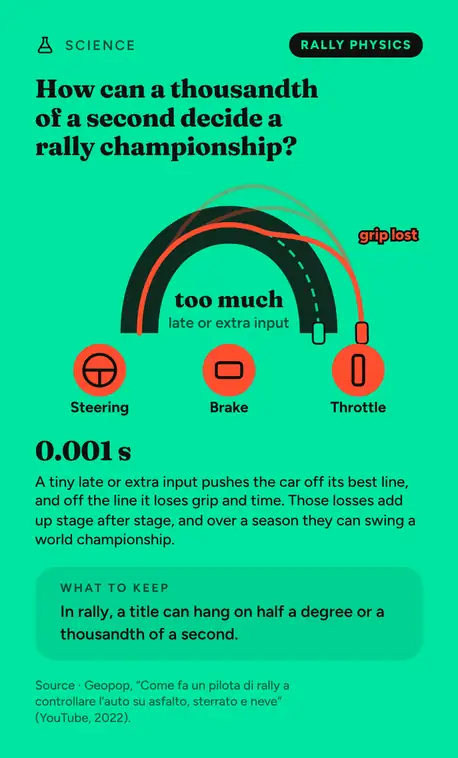 SCIENCE
RALLY PHYSICS
How can a thousandth
of a second decide a
rally championship?
grip lost
too much
late or extra input
Steering
Brake
Throttle
0.001 s
A tiny late or extra input pushes the car off its best line,
and off the line it loses grip and time. Those losses add
up stage after stage, and over a season they can swing a
world championship.
WHAT TO KEEP
In rally, a title can hang on half a degree or a
thousandth of a second.
Source · Geopop, “Come fa un pilota di rally a
controllare l’auto su asfalto, sterrato e neve”
(YouTube, 2022).